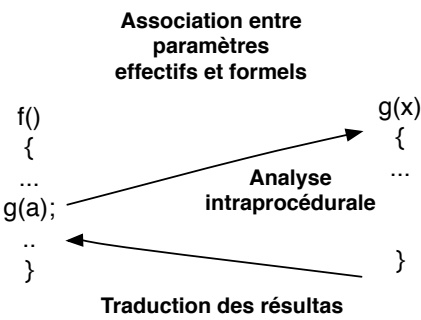 Association entre
paramètres
effectifs et formels
f()
{
...
g(a);
..
}
g(x)
{
...
}
Analyse
intraprocédurale
Traduction des résultas